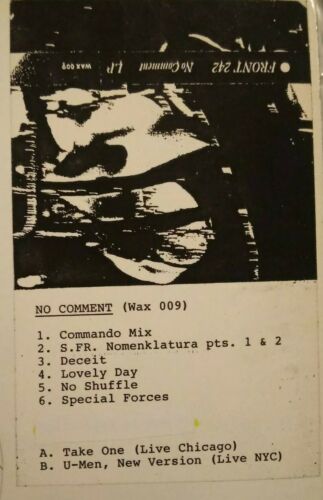 ● FRONT 242 No Comment L.P WAX 009
NO COMMENT (Wax 009)
1. Commando Mix
2. S.FR. Nomenklatura pts. 1 & 2
3. Deceit
4. Lovely Day
5. No Shuffle
6. Special Forces
A. Take One (Live Chicago)
B. U-Men, New Version (Live NYC)